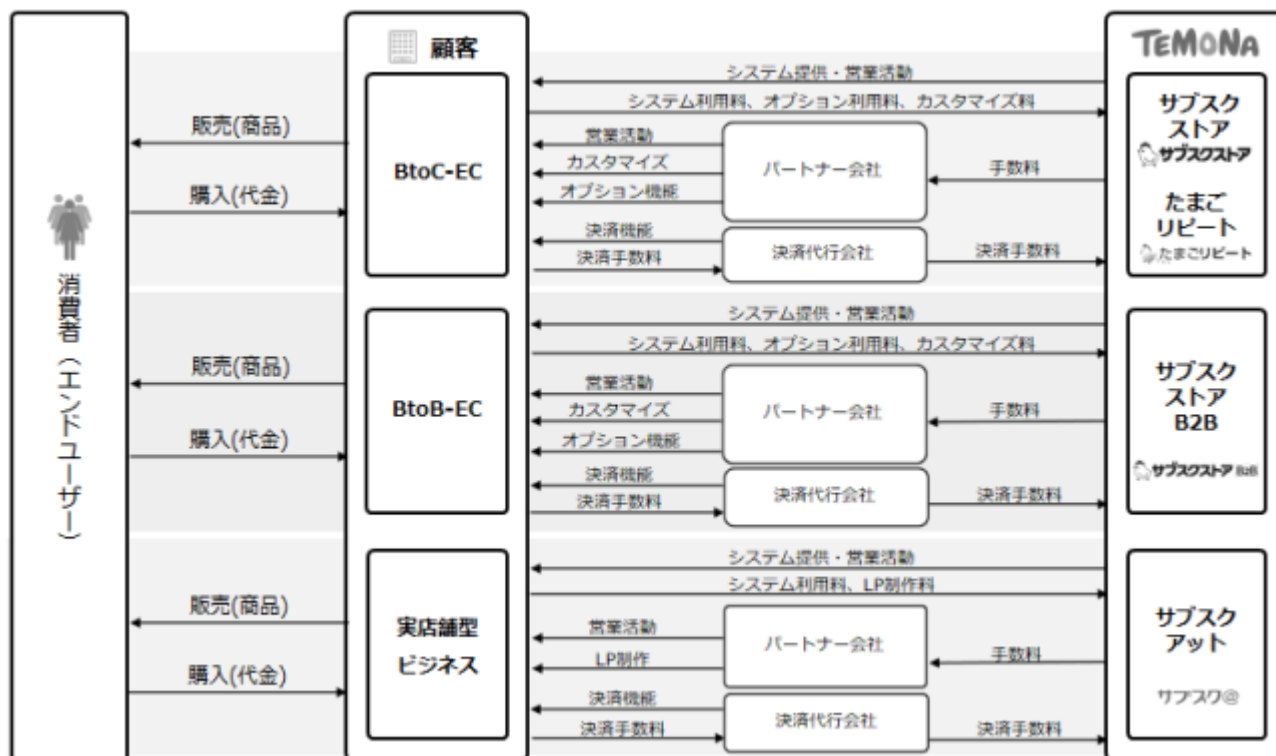 顧客
TEMONA
システム提供・営業活動
システム利用料、オプション利用料、カスタマイズ料
販売(商品)
購入(代金)
BtoC-EC
営業活動
カスタマイズ
オプション機能
パートナー会社
手数料
決済機能
決済手数料
決済代行会社
決済手数料
サブスク
ストア
サブスクストア
たまご
リピート
たまごリピート
消費者（エンドユーザー）
システム提供・営業活動
システム利用料、オプション利用料、カスタマイズ料
販売(商品)
購入(代金)
BtoB-EC
営業活動
カスタマイズ
オプション機能
パートナー会社
手数料
決済機能
決済手数料
決済代行会社
決済手数料
サブスク
ストア
B2B
サブスクストア B2B
システム提供・営業活動
システム利用料、LP制作料
販売(商品)
購入(代金)
実店舗型
ビジネス
営業活動
LP制作
パートナー会社
手数料
決済機能
決済手数料
決済代行会社
決済手数料
サブスク
アット
サブスク@